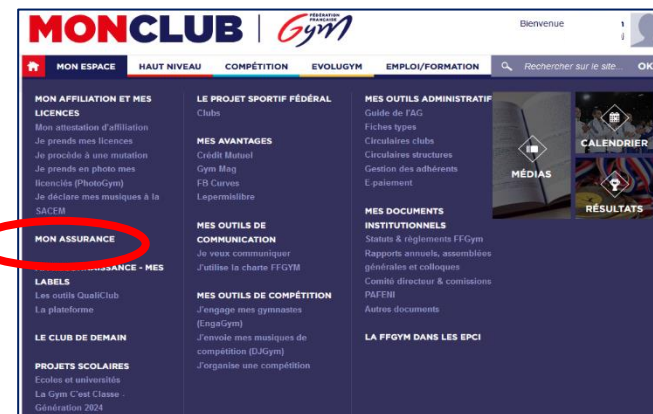 MONCLUB
FÉDÉRATION
FRANÇAISE
Gym
Bienvenue
MON ESPACE
HAUT NIVEAU
COMPÉTITION
EVOLUGYM
EMPLOI/FORMATION
Rechercher sur le site...
OK
MON AFFILIATION ET MES
LICENCES
Mon attestation d'affiliation
Je prends mes licences
Je procède à une mutation
Je prends en photo mes
licenciés (PhotoGym)
Je déclare mes musiques à la
SACEM
MON ASSURANCE
- MES
LABELS
Les outils QualiClub
La plateforme
LE CLUB DE DEMAIN
PROJETS SCOLAIRES
Ecoles et universités
La Gym C'est Classe -
Génération 2024
LE PROJET SPORTIF FÉDÉRAL
Clubs
MES AVANTAGES
Crédit Mutuel
Gym Mag
FB Curves
Lepermislibre
MES OUTILS DE
COMMUNICATION
Je veux communiquer
J'utilise la charte FFGYM
MES OUTILS DE COMPÉTITION
J'engage mes gymnastes
(EngaGym)
J'envoie mes musiques de
compétition (DJGym)
J'organise une compétition
MES OUTILS ADMINISTRATIF
Guide de l'AG
Fiches types
Circulaires clubs
Circulaires structures
Gestion des adhérents
E-paiement
MES DOCUMENTS
INSTITUTIONNELS
Statuts & règlements FFGym
Rapports annuels, assemblées
générales et colloques
Comité directeur & comissions
PAFENI
Autres documents
LA FFGYM DANS LES EPCI
MÉDIAS
CALENDRIER
RÉSULTATS